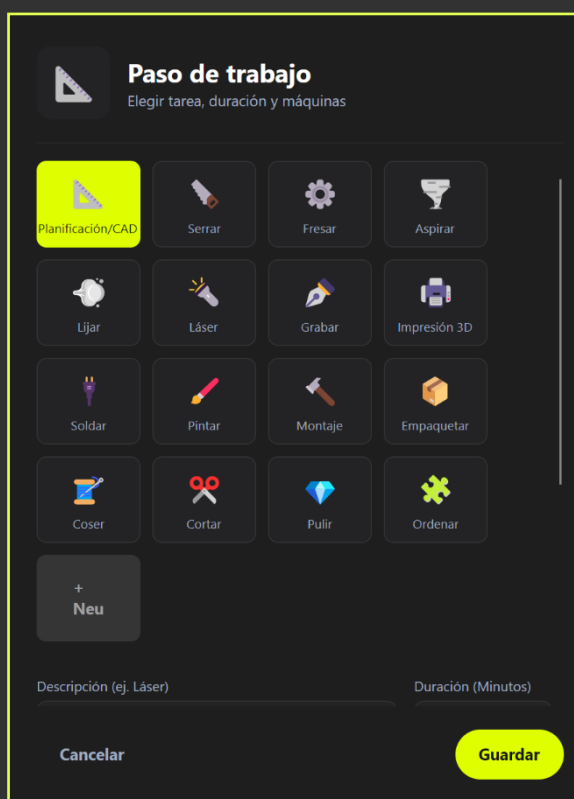 Paso de trabajo
Elegir tarea, duración y máquinas
Planificación/CAD
Serrar
Fresar
Aspirar
Lijar
Láser
Grabar
Impresión 3D
Soldar
Pintar
Montaje
Empaquetar
Coser
Cortar
Pulir
Ordenar
+
Neu
Descripción (ej. Láser)
Duración (Minutos)
Cancelar
Guardar